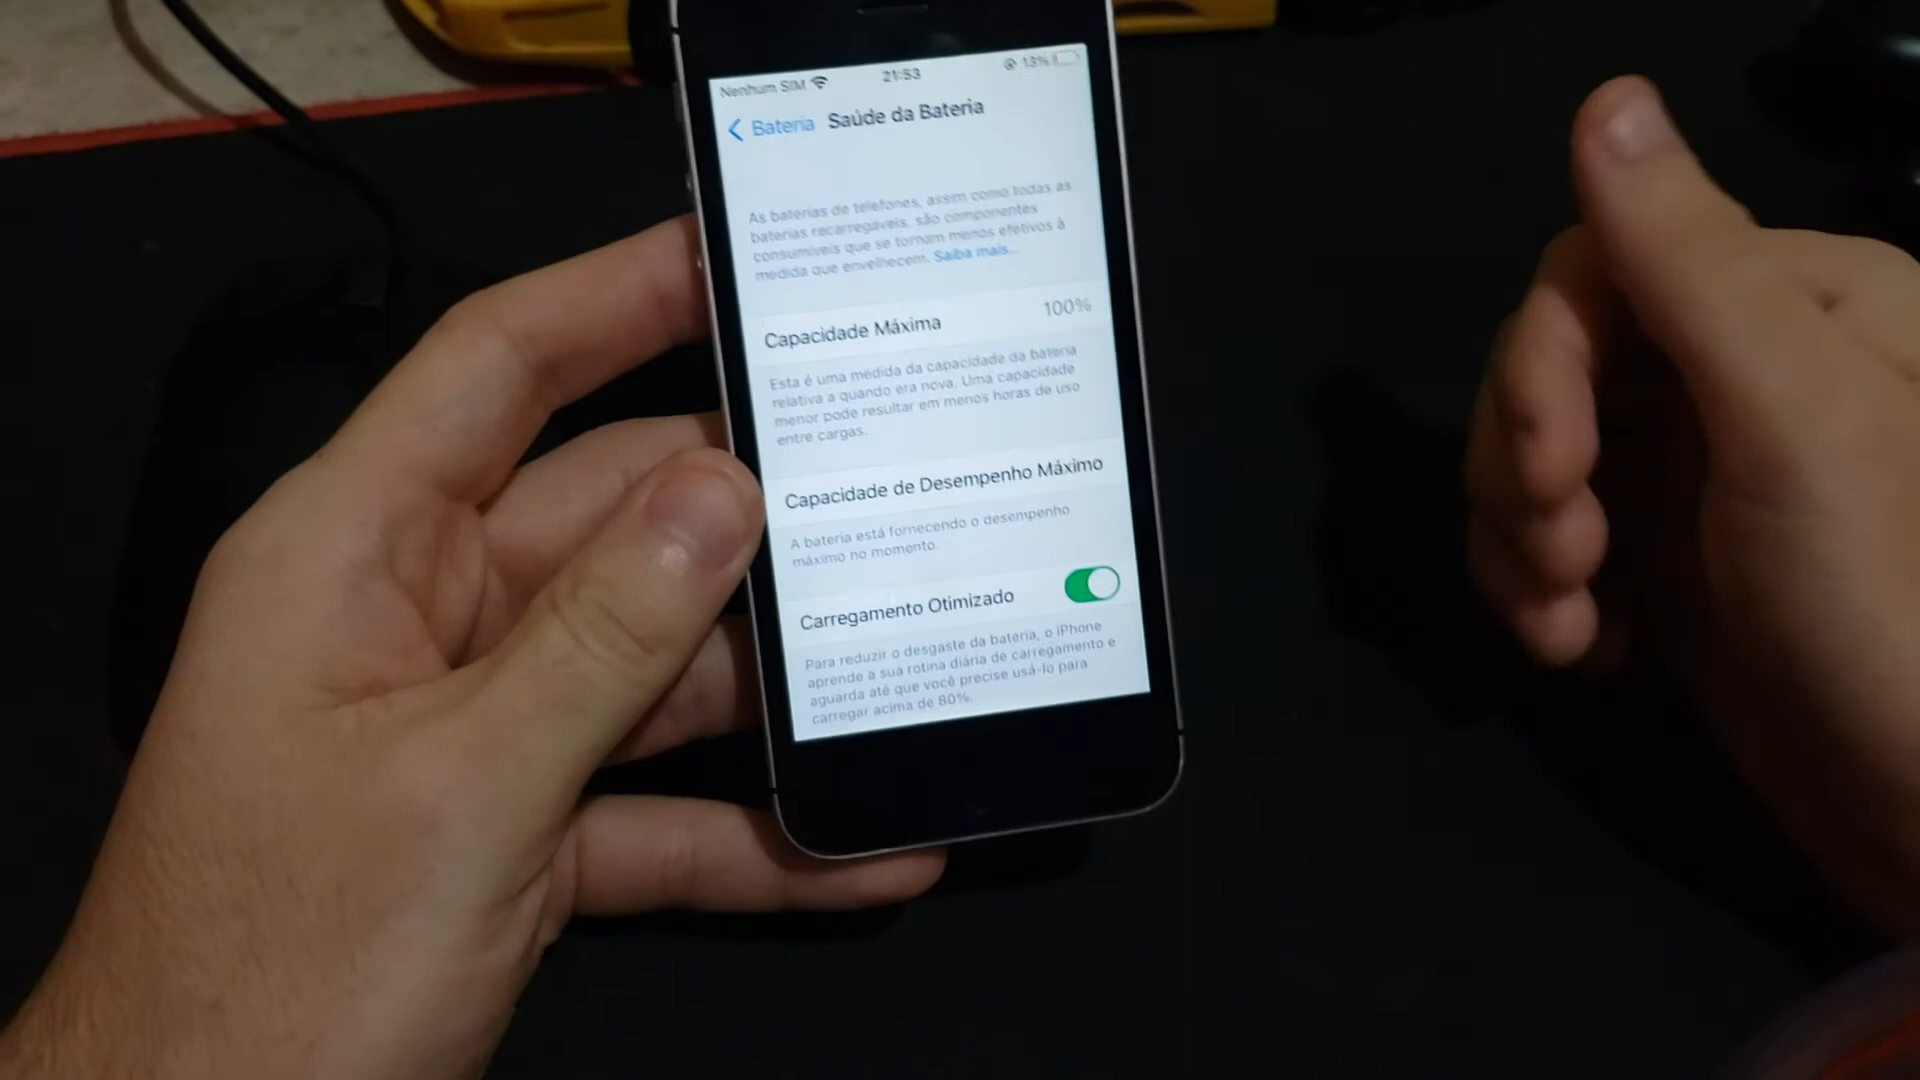 Nenhum SIM 21:53 13%
Bateria Saúde da Bateria
As baterias de telefones, assim como todas as
baterias recarregáveis, são componentes
consumíveis que se tornam menos efetivos à
medida que envelhecem. Saiba mais...
Capacidade Máxima 100%
Esta é uma medida da capacidade da bateria
relativa a quando era nova. Uma capacidade
menor pode resultar em menos horas de uso
entre cargas.
Capacidade de Desempenho Máximo
A bateria está fornecendo o desempenho
máximo no momento.
Carregamento Otimizado
Para reduzir o desgaste da bateria, o iPhone
aprende a sua rotina diária de carregamento e
aguarda até que você precise usá-lo para
carregar acima de 80%.